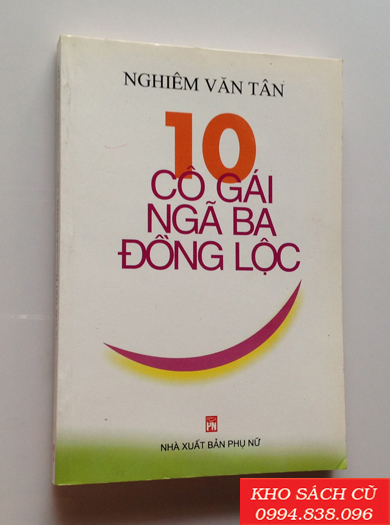 NGHIÊM VĂN TÂN
10
CÔ GÁI
NGÃ BA
ĐỒNG LỘC
PN
NHÀ XUẤT BẢN PHỤ NỮ
KHO SÁCH CŨ
0994.838.096